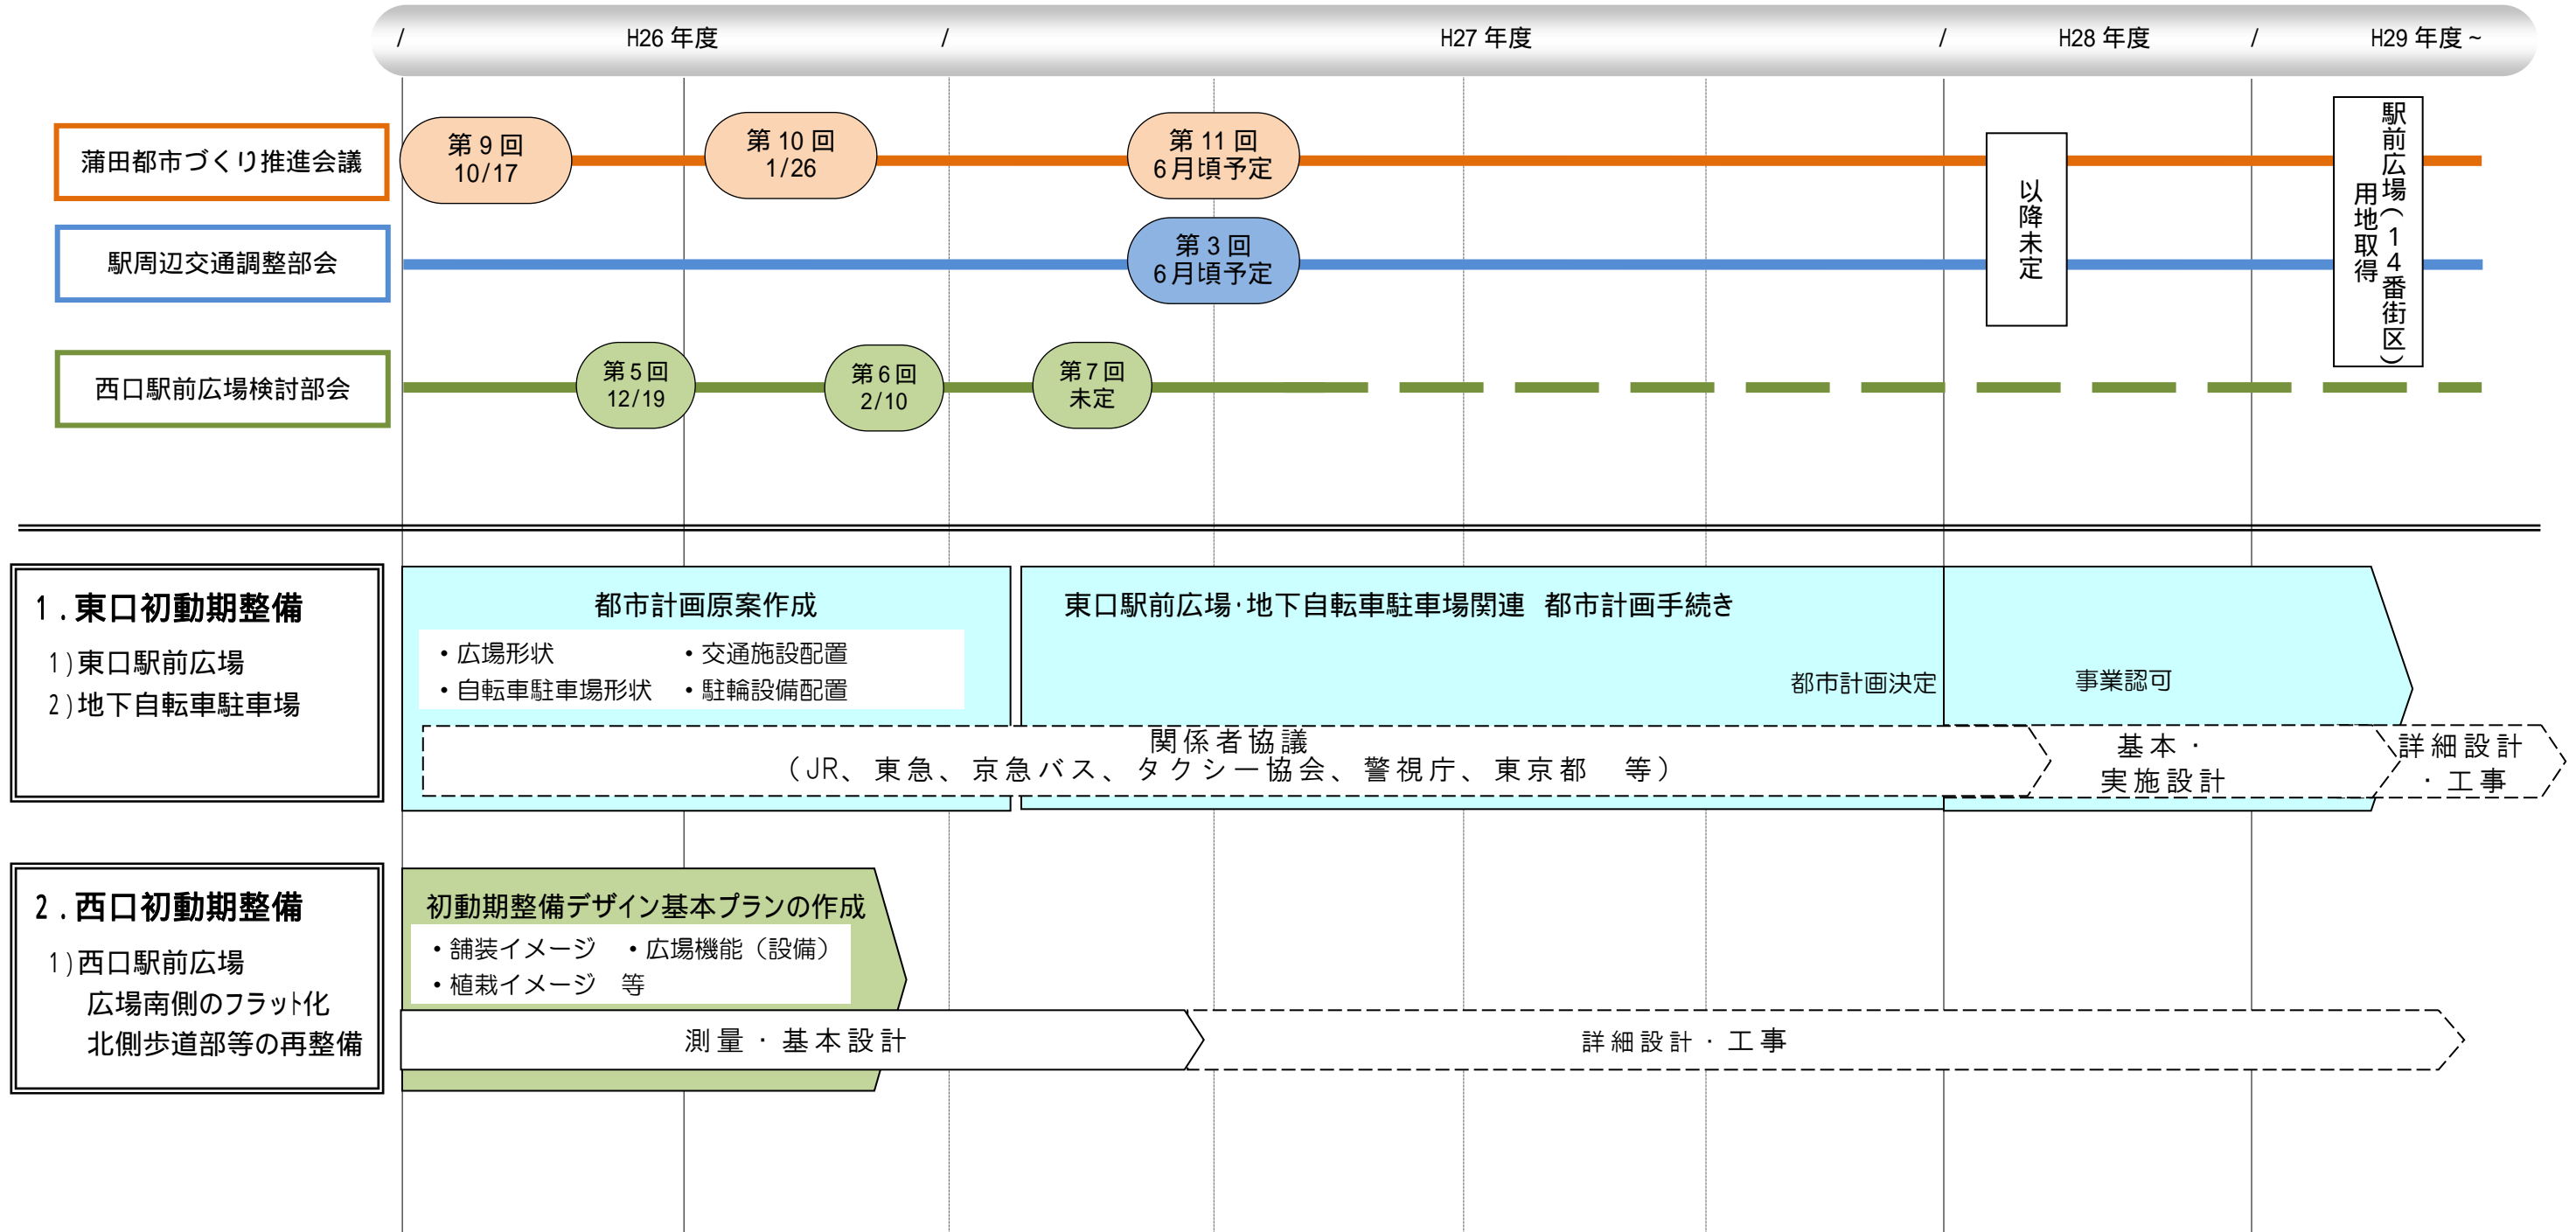 / H26 年度 / H27 年度 / H28 年度 / H29 年度 ~
蒲田都市づくり推進会議
第 9 回
10/17
第 10 回
1/26
第 11 回
6 月頃予定
駅周辺交通調整部会
第 3 回
6 月頃予定
西口駅前広場検討部会
第 5 回
12/19
第 6 回
2/10
第 7 回
未定
以降未定
駅前広場(14番街区)
用地取得
1．東口初動期整備
1)東口駅前広場
2)地下自転車駐車場
都市計画原案作成
・広場形状 ・交通施設配置
・自転車駐車場形状 ・駐輪設備配置
東口駅前広場･地下自転車駐車場関連 都市計画手続き
都市計画決定
事業認可
関係者協議
（JR、東急、京急バス、タクシー協会、警視庁、東京都 等）
基本・
実施設計
詳細設計
・工事
2．西口初動期整備
1)西口駅前広場
広場南側のフラット化
北側歩道部等の再整備
初動期整備デザイン基本プランの作成
・舗装イメージ ・広場機能（設備）
・植栽イメージ 等
測量・基本設計
詳細設計・工事